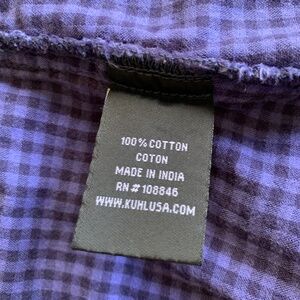 100% COTTON
COTON
MADE IN INDIA
RN # 108846
WWW.KUHLUSA.COM